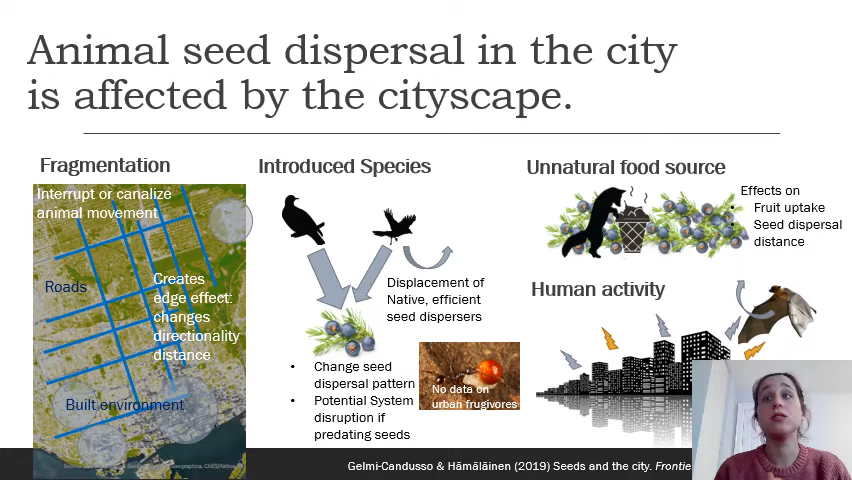 Animal seed dispersal in the city
is affected by the cityscape.
Fragmentation
Interrupt or canalize
animal movement
Roads
Creates
edge effect:
changes
directionality
distance
Built environment
Introduced Species
Displacement of
Native, efficient
seed dispersers
• Change seed
dispersal pattern
• Potential System
disruption if
predating seeds
No data on
urban frugivores
Unnatural food source
Effects on
• Fruit uptake
Seed dispersal
distance
Human activity
Gelmi-Candusso & Hämäläinen (2019) Seeds and the city. Frontie